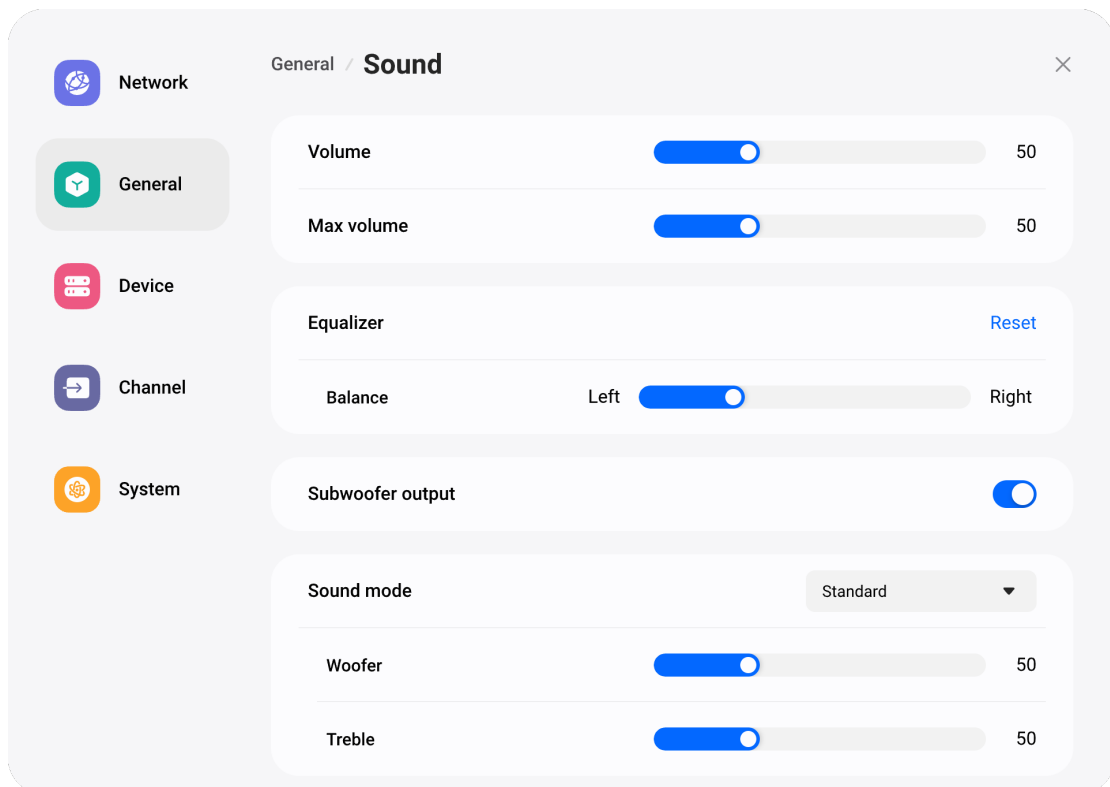 Network
General
Device
Channel
System
General / Sound
Volume 50
Max volume 50
Equalizer Reset
Balance Left Right
Subwoofer output
Sound mode Standard
Woofer 50
Treble 50